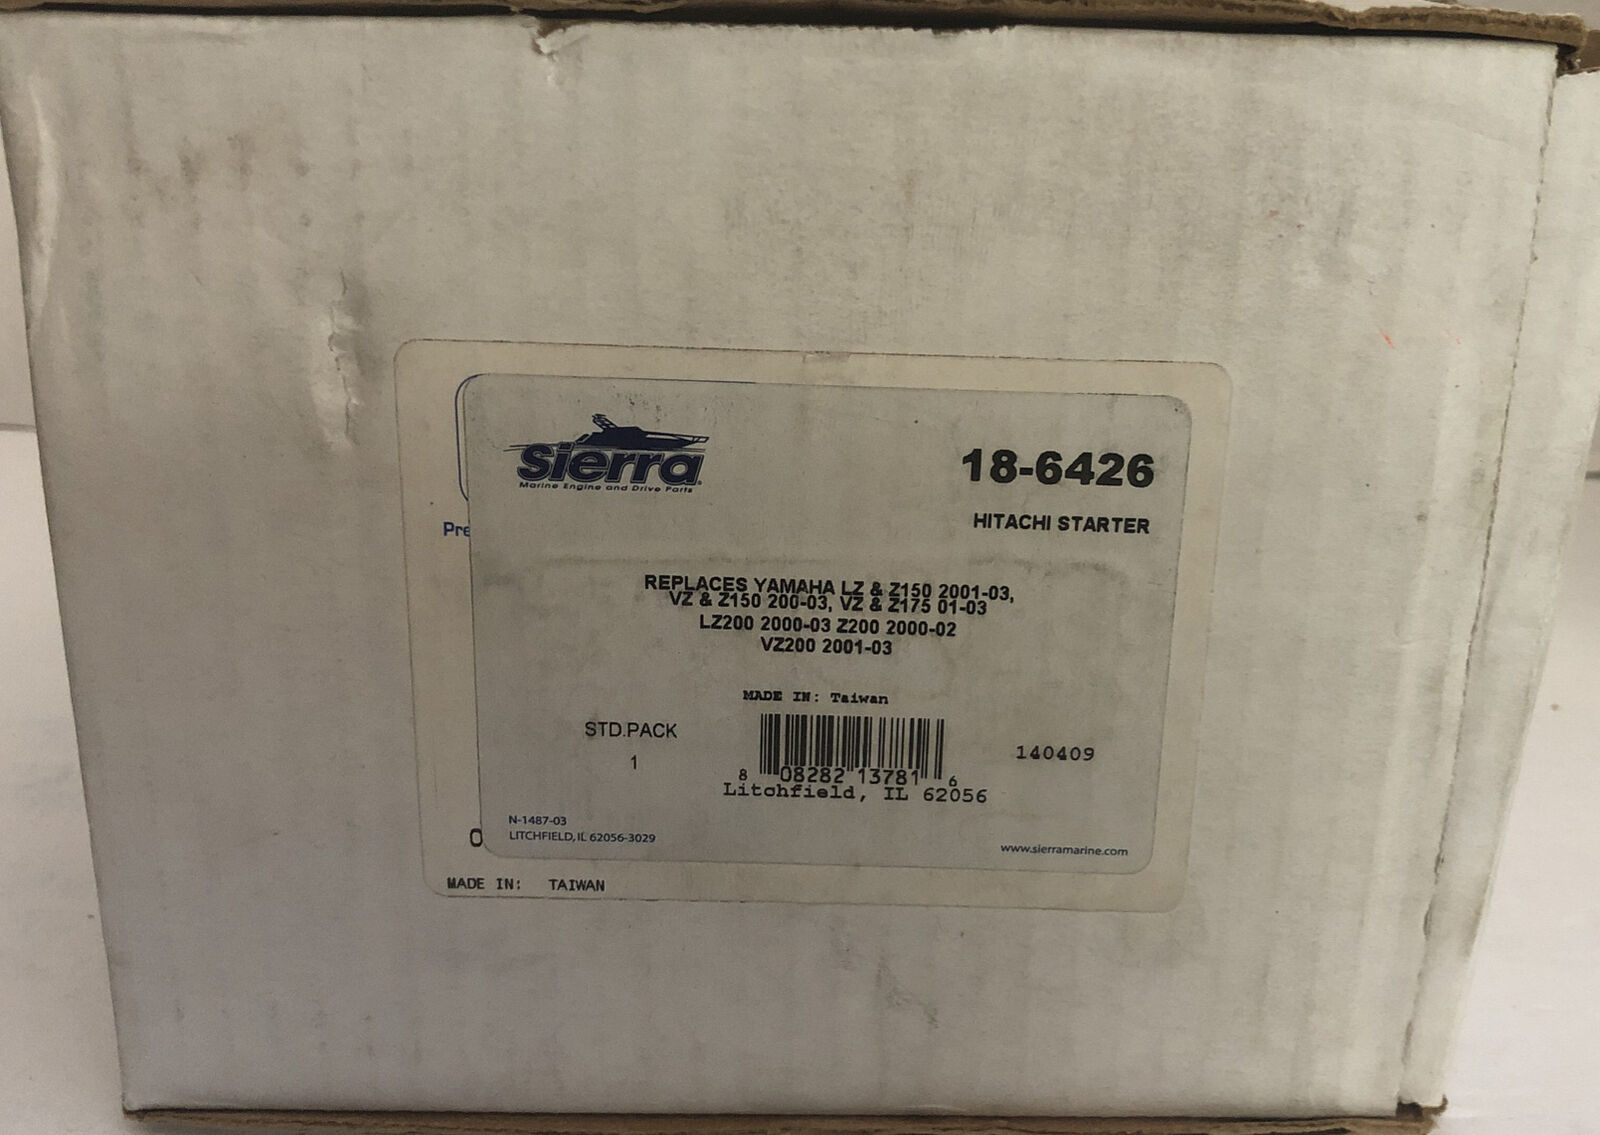 Sierra
Marine Engine and Drive Parts
18-6426
HITACHI STARTER
Pre
REPLACES YAMAHA LZ & Z150 2001-03,
VZ & Z150 200-03, VZ & Z175 01-03
LZ200 2000-03 Z200 2000-02
VZ200 2001-03
MADE IN: Taiwan
STD.PACK
1
8 08282 13781 6
140409
Litchfield, IL 62056
N-1487-03
LITCHFIELD, IL 62056-3029
www.sierramarine.com
O
MADE IN: TAIWAN